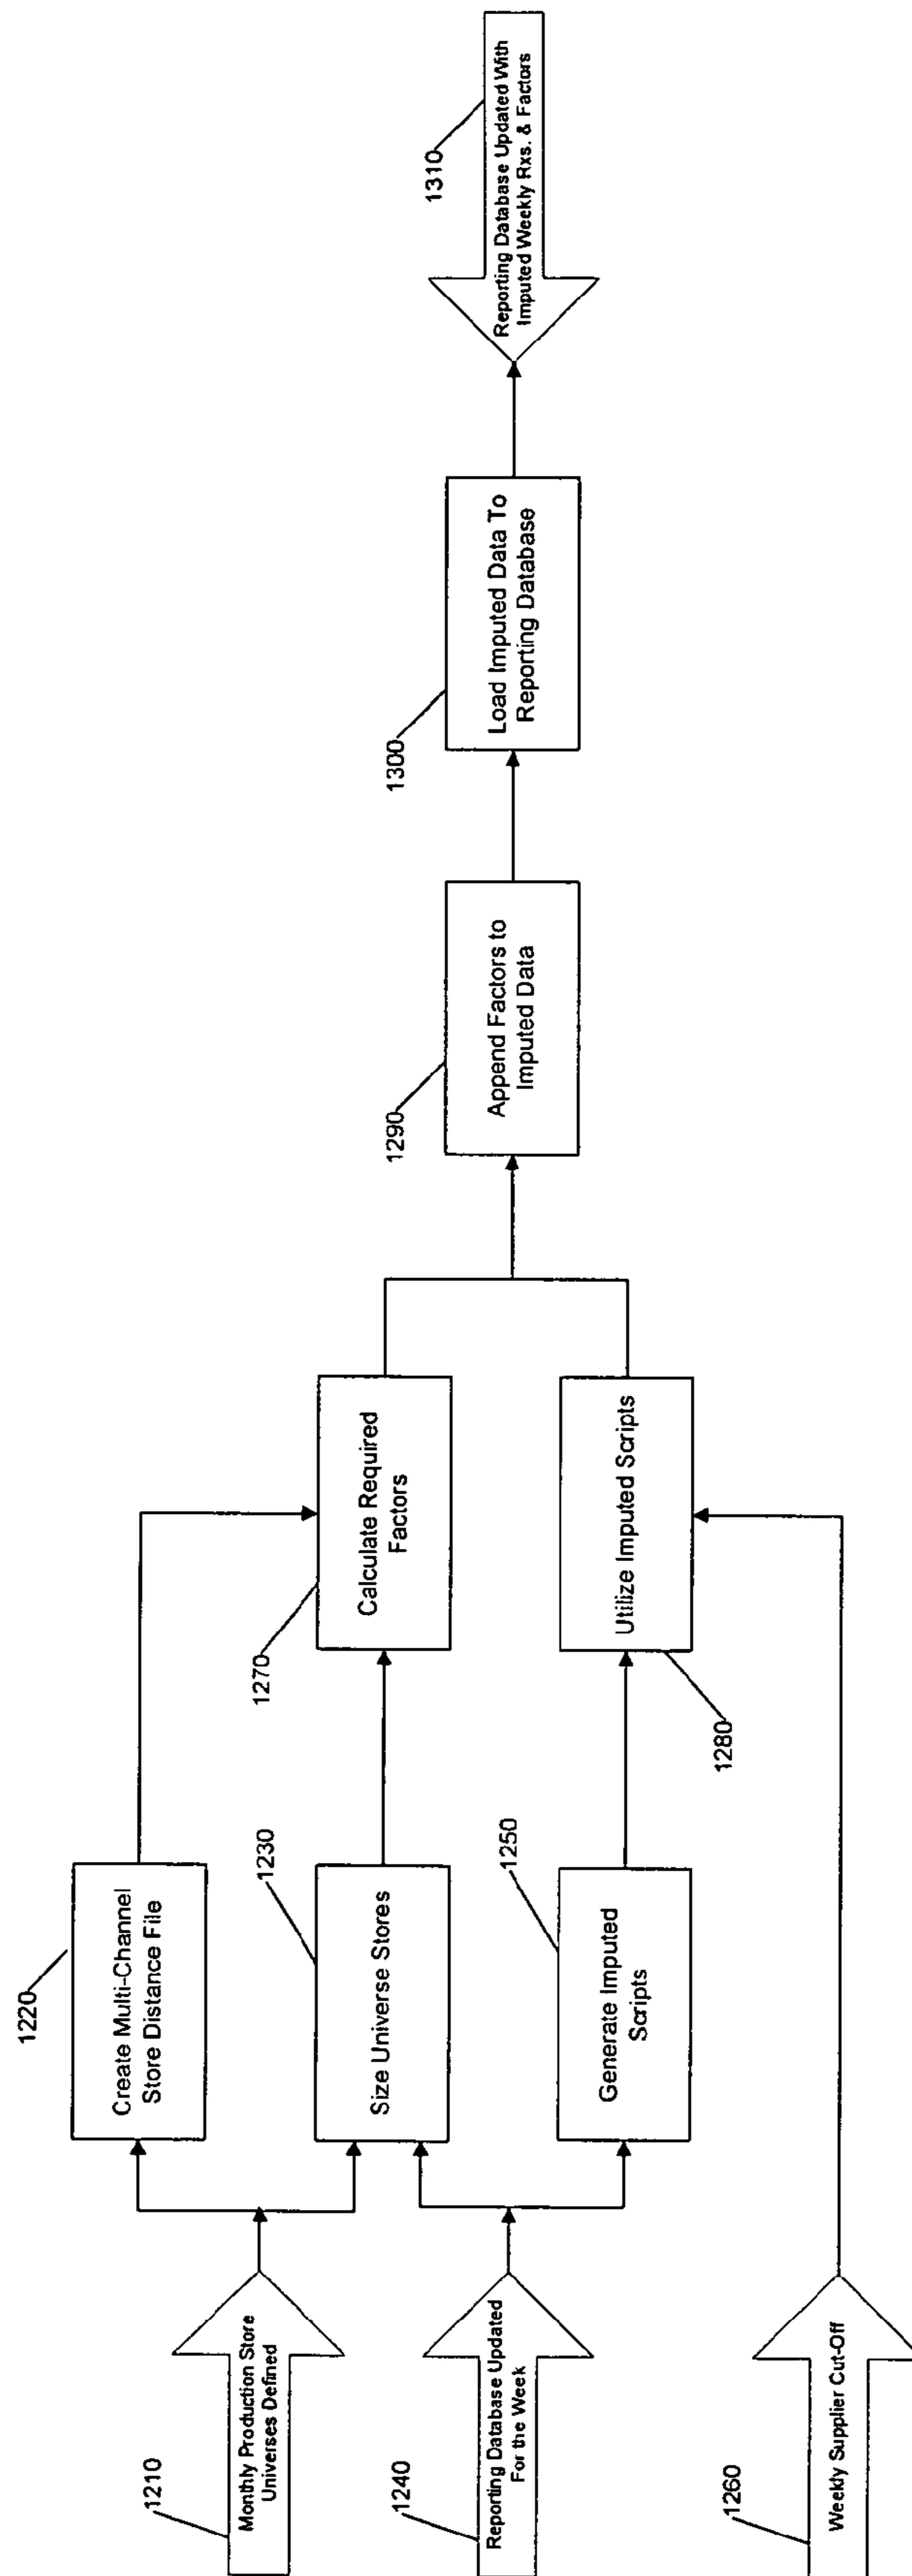 1210
Monthly Production Store
Universes Defined
1220
Create Multi-Channel
Store Distance File
1230
Size Universe Stores
1240
Reporting Database Updated
For the Week
1250
Generate Imputed
Scripts
1260
Weekly Supplier Cut-Off
1270
Calculate Required
Factors
1280
Utilize Imputed Scripts
1290
Append Factors to
Imputed Data
1300
Load Imputed Data To
Reporting Database
1310
Reporting Database Updated With
Imputed Weekly Rxs. & Factors